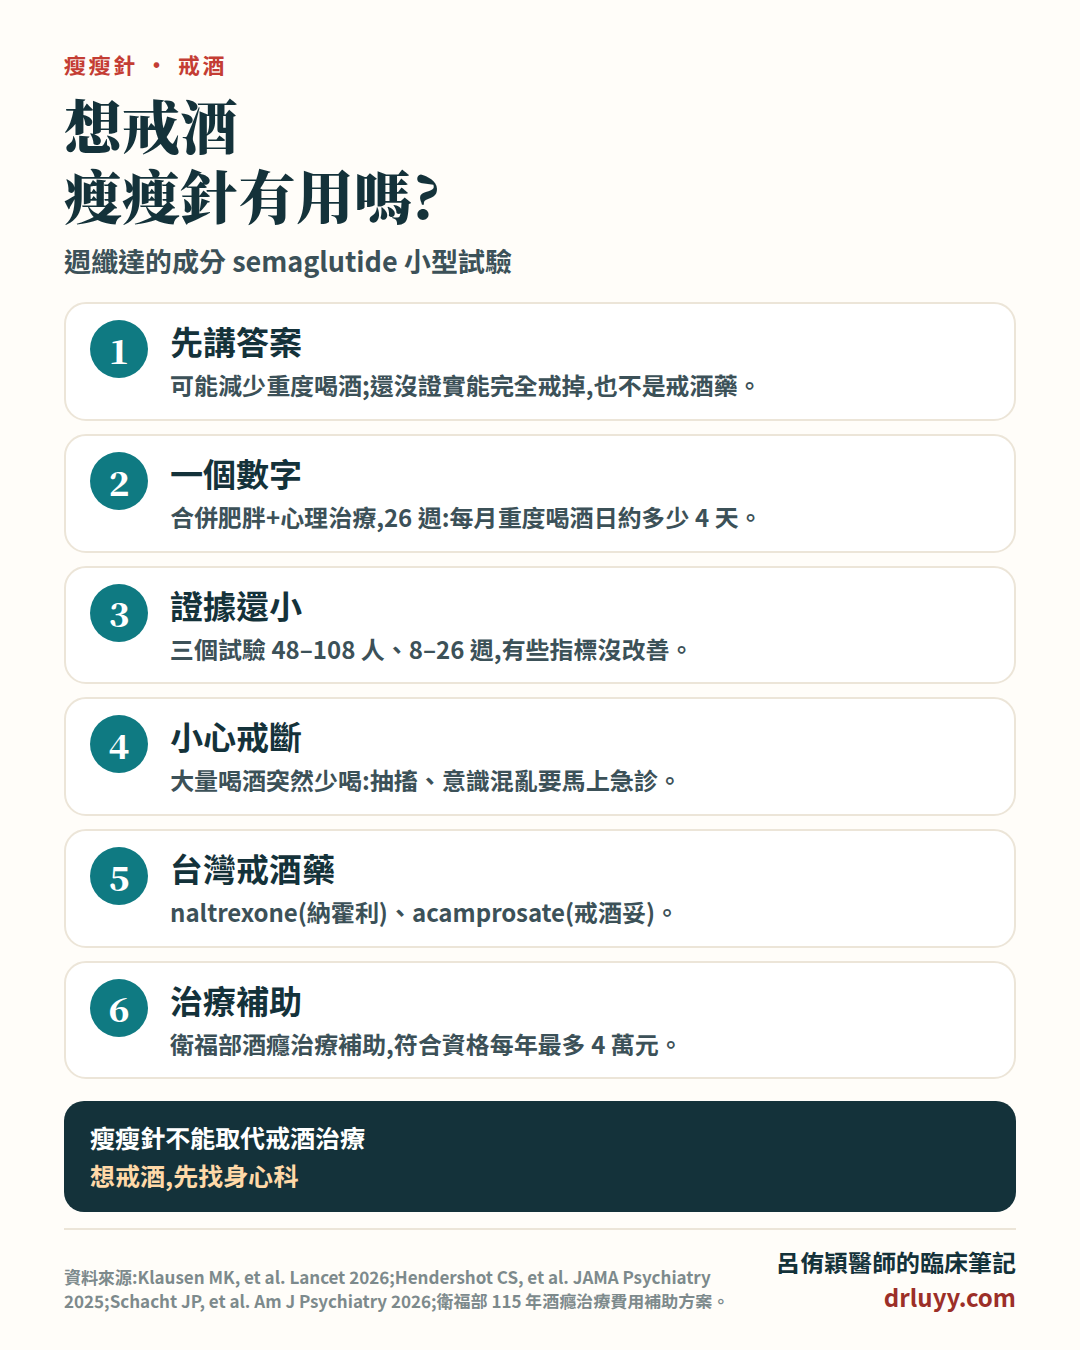 瘦瘦針 · 戒酒
想戒酒
瘦瘦針有用嗎?
週纖達的成分 semaglutide 小型試驗
1 先講答案
可能減少重度喝酒;還沒證實能完全戒掉,也不是戒酒藥。
2 一個數字
合併肥胖+心理治療,26 週:每月重度喝酒日約多少 4 天。
3 證據還小
三個試驗 48–108 人、8–26 週,有些指標沒改善。
4 小心戒斷
大量喝酒突然少喝:抽搐、意識混亂要馬上急診。
5 台灣戒酒藥
naltrexone(納霍利)、acamprosate(戒酒妥)。
6 治療補助
衛福部酒癮治療補助,符合資格每年最多 4 萬元。
瘦瘦針不能取代戒酒治療
想戒酒,先找身心科
資料來源:Klausen MK, et al. Lancet 2026;Hendershot CS, et al. JAMA Psychiatry
2025;Schacht JP, et al. Am J Psychiatry 2026;衛福部 115 年酒癮治療費用補助方案。
呂侑穎醫師的臨床筆記
drluyy.com